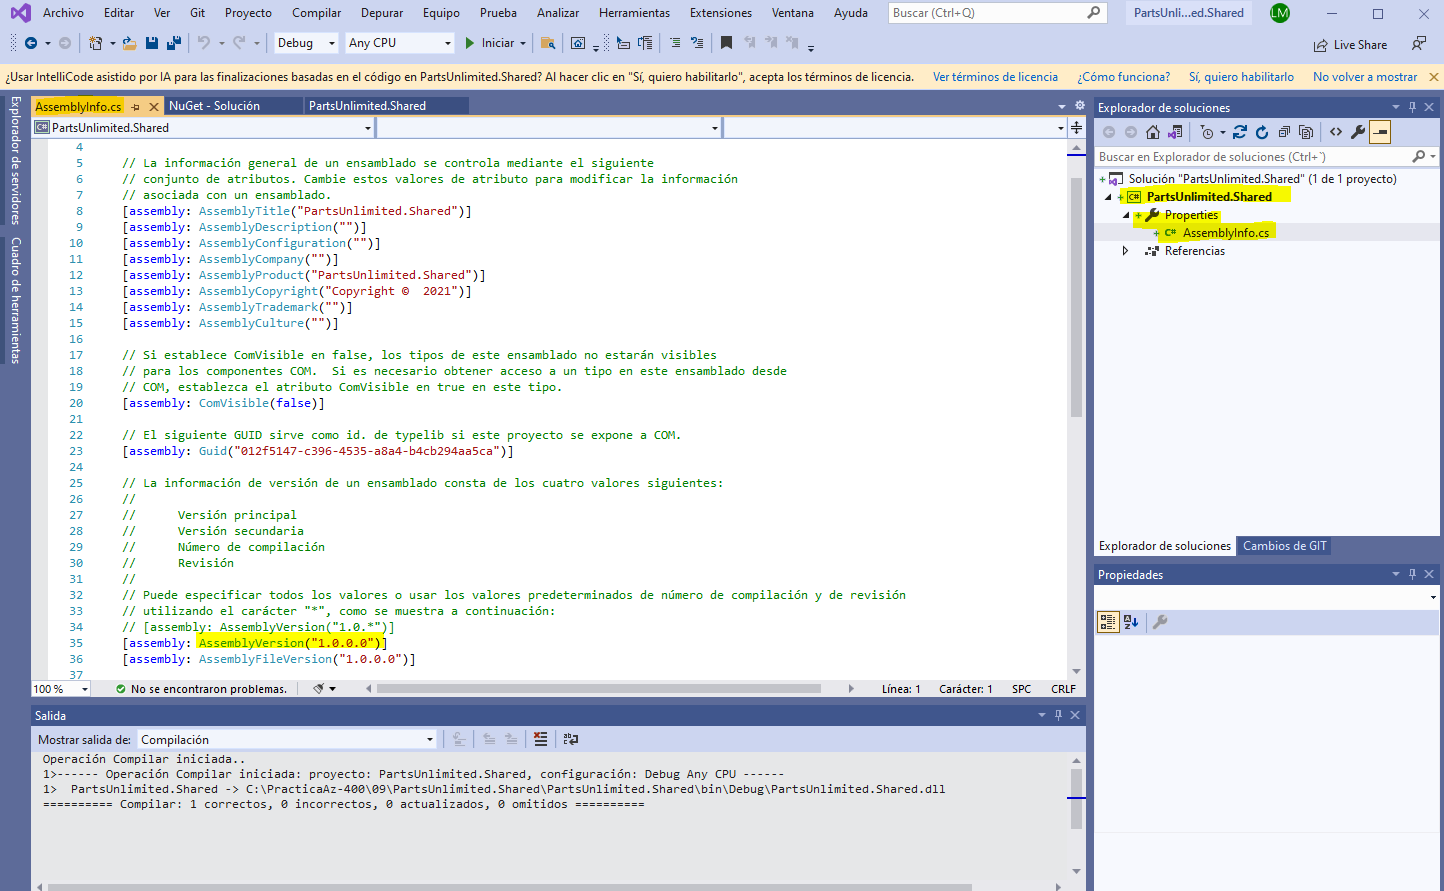 Archivo Editar Ver Git Proyecto Compilar Depurar Equipo Prueba Analizar Herramientas Extensiones Ventana Ayuda Buscar (Ctrl+Q) PartsUnli...ed.Shared LM
Debug Any CPU Iniciar Live Share
¿Usar IntelliCode asistido por IA para las finalizaciones basadas en el código en PartsUnlimited.Shared? Al hacer clic en "Sí, quiero habilitarlo", acepta los términos de licencia. Ver términos de licencia ¿Cómo funciona? Sí, quiero habilitarlo No volver a mostrar
Explorador de servidores
Cuadro de herramientas
AssemblyInfo.cs NuGet - Solución PartsUnlimited.Shared
C# PartsUnlimited.Shared
4
5 // La información general de un ensamblado se controla mediante el siguiente
6 // conjunto de atributos. Cambie estos valores de atributo para modificar la información
7 // asociada con un ensamblado.
8 [assembly: AssemblyTitle("PartsUnlimited.Shared")]
9 [assembly: AssemblyDescription("")]
10 [assembly: AssemblyConfiguration("")]
11 [assembly: AssemblyCompany("")]
12 [assembly: AssemblyProduct("PartsUnlimited.Shared")]
13 [assembly: AssemblyCopyright("Copyright ©  2021")]
14 [assembly: AssemblyTrademark("")]
15 [assembly: AssemblyCulture("")]
16
17 // Si establece ComVisible en false, los tipos de este ensamblado no estarán visibles
18 // para los componentes COM.  Si es necesario obtener acceso a un tipo en este ensamblado desde
19 // COM, establezca el atributo ComVisible en true en este tipo.
20 [assembly: ComVisible(false)]
21
22 // El siguiente GUID sirve como id. de typelib si este proyecto se expone a COM.
23 [assembly: Guid("012f5147-c396-4535-a8a4-b4cb294aa5ca")]
24
25 // La información de versión de un ensamblado consta de los cuatro valores siguientes:
26 //
27 //      Versión principal
28 //      Versión secundaria
29 //      Número de compilación
30 //      Revisión
31 //
32 // Puede especificar todos los valores o usar los valores predeterminados de número de compilación y de revisión
33 // utilizando el carácter "*", como se muestra a continuación:
34 // [assembly: AssemblyVersion("1.0.*")]
35 [assembly: AssemblyVersion("1.0.0.0")]
36 [assembly: AssemblyFileVersion("1.0.0.0")]
37
100 % No se encontraron problemas. Línea: 1 Carácter: 1 SPC CRLF
Salida
Mostrar salida de: Compilación
Operación Compilar iniciada..
1>------ Operación Compilar iniciada: proyecto: PartsUnlimited.Shared, configuración: Debug Any CPU ------
1>  PartsUnlimited.Shared -> C:\PracticaAz-400\09\PartsUnlimited.Shared\PartsUnlimited.Shared\bin\Debug\PartsUnlimited.Shared.dll
========== Compilar: 1 correctos, 0 incorrectos, 0 actualizados, 0 omitidos ==========
Explorador de soluciones
Buscar en Explorador de soluciones (Ctrl+¨)
Solución "PartsUnlimited.Shared" (1 de 1 proyecto)
C# PartsUnlimited.Shared
Properties
C# AssemblyInfo.cs
Referencias
Explorador de soluciones Cambios de GIT
Propiedades